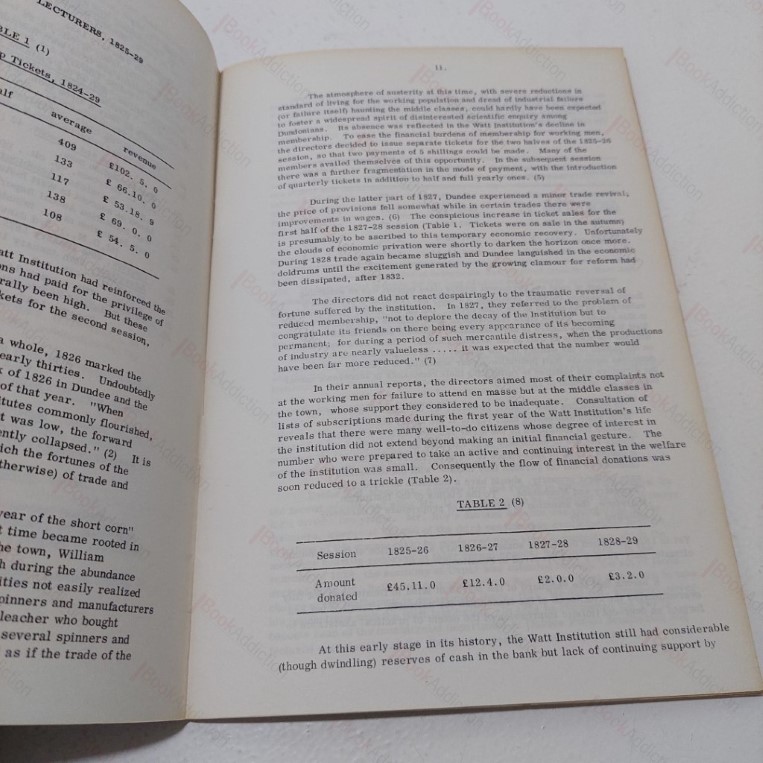 LECTURERS, 1825-29
TABLE 1 (1)
p Tickets, 1824-29
alf average revenue
409 £102. 5. 0
133 £ 66.10. 0
117 £ 53.18. 9
138 £ 69. 0. 0
108 £ 54. 5. 0
att Institution had reinforced the
ons had paid for the privilege of
rally been high. But these
kets for the second session,
a whole, 1826 marked the
early thirties. Undoubtedly
k of 1826 in Dundee and the
of that year. "When
tutes commonly flourished,
t was low, the forward
ently collapsed." (2) It is
ich the fortunes of the
therwise) of trade and
year of the short corn"
t time became rooted in
he town, William
h during the abundance
ities not easily realized
pinners and manufacturers
leacher who bought
several spinners and
as if the trade of the
11.
The atmosphere of austerity at this time, with severe reductions in
standard of living for the working population and dread of industrial failure
(or failure itself) haunting the middle classes, could hardly have been expected
to foster a widespread spirit of disinterested scientific enquiry among
Dundonians. Its absence was reflected in the Watt Institution's decline in
membership. To ease the financial burdens of membership for working men,
the directors decided to issue separate tickets for the two halves of the 1825-26
session, so that two payments of 5 shillings could be made. Many of the
members availed themselves of this opportunity. In the subsequent session
there was a further fragmentation in the mode of payment, with the introduction
of quarterly tickets in addition to half and full yearly ones. (5)
During the latter part of 1827, Dundee experienced a minor trade revival;
the price of provisions fell somewhat while in certain trades there were
improvements in wages. (6) The conspicious increase in ticket sales for the
first half of the 1827-28 session (Table 1. Tickets were on sale in the autumn)
is presumably to be ascribed to this temporary economic recovery. Unfortunately
the clouds of economic privation were shortly to darken the horizon once more.
During 1828 trade again became sluggish and Dundee languished in the economic
doldrums until the excitement generated by the growing clamour for reform had
been dissipated, after 1832.
The directors did not react despairingly to the traumatic reversal of
fortune suffered by the institution. In 1827, they referred to the problem of
reduced membership, "not to deplore the decay of the Institution but to
congratulate its friends on there being every appearance of its becoming
permanent; for during a period of such mercantile distress, when the productions
of industry are nearly valueless ..... it was expected that the number would
have been far more reduced." (7)
In their annual reports, the directors aimed most of their complaints not
at the working men for failure to attend en masse but at the middle classes in
the town, whose support they considered to be inadequate. Consultation of
lists of subscriptions made during the first year of the Watt Institution's life
reveals that there were many well-to-do citizens whose degree of interest in
the institution did not extend beyond making an initial financial gesture. The
number who were prepared to take an active and continuing interest in the welfare
of the institution was small. Consequently the flow of financial donations was
soon reduced to a trickle (Table 2).
TABLE 2 (8)
Session 1825-26 1826-27 1827-28 1828-29
Amount donated £45.11.0 £12.4.0 £2.0.0 £3.2.0
At this early stage in its history, the Watt Institution still had considerable
(though dwindling) reserves of cash in the bank but lack of continuing support by